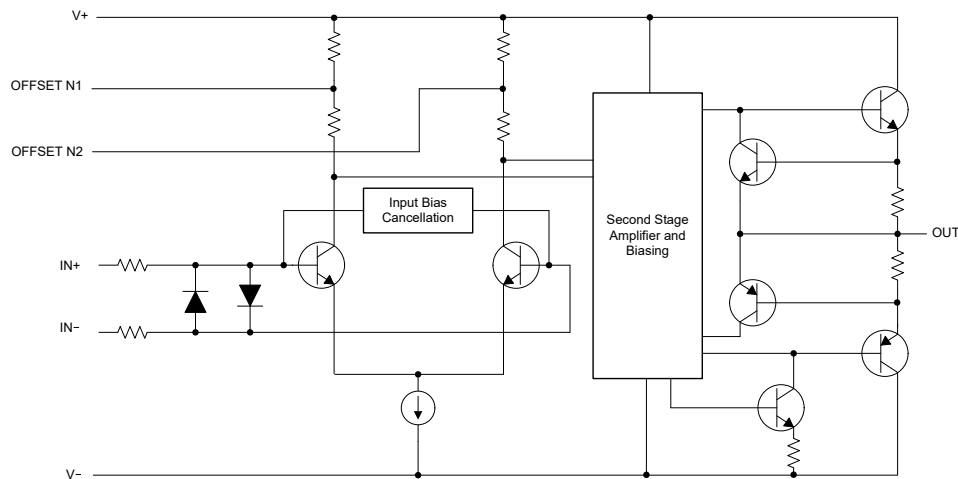 V+
OFFSET N1
OFFSET N2
Input Bias
Cancellation
Second Stage
Amplifier and
Biasing
OUT
IN+
IN−
V−